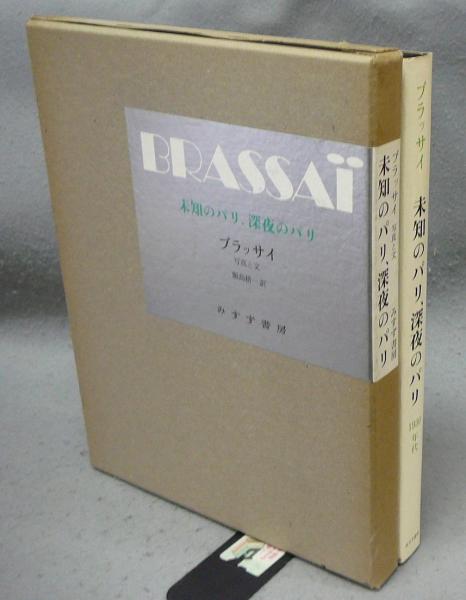 BRASSAÏ
未知のパリ、深夜のパリ
ブラッサイ
写真と文
飯島耕一訳
みすず書房
ブラッサイ 写真と文
未知のパリ、深夜のパリ
みすず書房
ブラッサイ
未知のパリ、深夜のパリ
1930年代